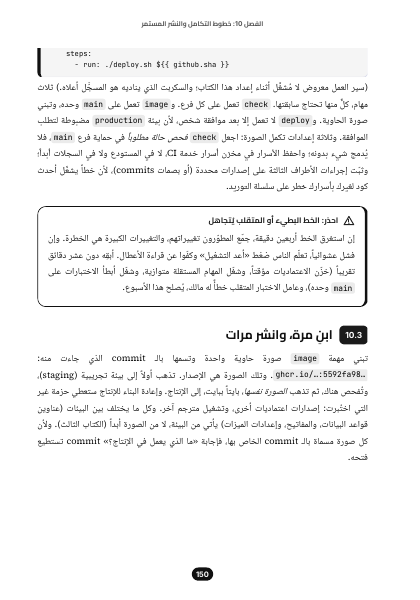 الفصل 10: خطوط التكامل والنشر المستمر
steps:
- run: ./deploy.sh ${{ github.sha }}
(سير العمل معروض لا مُشغَّل أثناء إعداد هذا الكتاب؛ والسكربت الذي يناديه هو المسجَّل أعلاه.) ثلاث
مهام، كلٌّ منها تحتاج سابقتها. check تعمل على كل فرع. و image تعمل على main وحده، وتبني
صورة الحاوية. و deploy لا تعمل إلا بعد موافقة شخص، لأن بيئة production مضبوطة لتطلب
الموافقة. وثلاثة إعدادات تكمل الصورة: اجعل check فحص حالة مطلوباً في حماية فرع main، فلا
يُدمج شيء بدونه؛ واحفظ الأسرار في مخزن أسرار خدمة CI، لا في المستودع ولا في السجلات أبداً؛
وثبّت إجراءات الأطراف الثالثة على إصدارات محددة (أو بصمات commits)، لأن خطأً يشغّل أحدث
كود لغيرك بأسرارك خطر على سلسلة التوريد.
احذر: الخط البطيء أو المتقلب يُتجاهل
إن استغرق الخط أربعين دقيقة، جمّع المطوّرون تغييراتهم، والتغييرات الكبيرة هي الخطرة. وإن
فشل عشوائياً، تعلّم الناس ضغط «أعد التشغيل» وكفّوا عن قراءة الأعطال. أبقه دون عشر دقائق
تقريباً (خزّن الاعتماديات مؤقتاً، وشغّل المهام المستقلة متوازية، وشغّل أبطأ الاختبارات على
main وحده)، وعامل الاختبار المتقلب خطأً له مالك، يُصلح هذا الأسبوع.
10.3 ابنِ مرة، وانشر مرات
تبني مهمة image صورة حاوية واحدة وتسمها بالـ commit الذي جاءت منه:
ghcr.io/…:5592fa98…. وتلك الصورة هي الإصدار. تذهب أولاً إلى بيئة تجريبية (staging)،
وتُفحص هناك، ثم تذهب الصورة نفسها، بايتاً ببايت، إلى الإنتاج. وإعادة البناء للإنتاج ستعطي حزمة غير
التي اختُبرت: إصدارات اعتماديات أخرى، وتشغيل مترجم آخر. وكل ما يختلف بين البيئات (عناوين
قواعد البيانات، والمفاتيح، وإعدادات الميزات) يأتي من البيئة، لا من الصورة أبداً (الكتاب الثالث). ولأن
كل صورة مسماة بالـ commit الخاص بها، فإجابة «ما الذي يعمل في الإنتاج؟» commit تستطيع
فتحه.
150